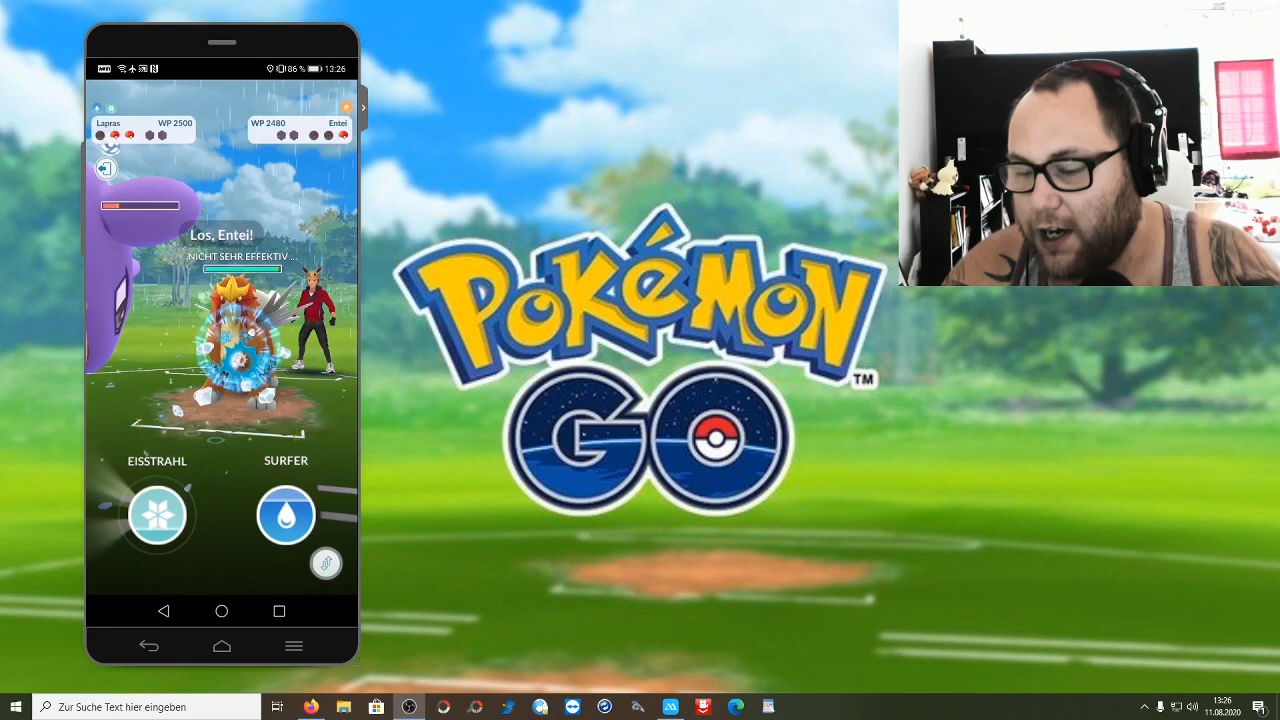 86 % 13:26
Lapras WP 2500
WP 2480 Entei
Los, Entei!
NICHT SEHR EFFEKTIV ...
EISSTRAHL
SURFER
POKÉMON
TM
GO
Zur Suche Text hier eingeben
13:26
11.08.2020